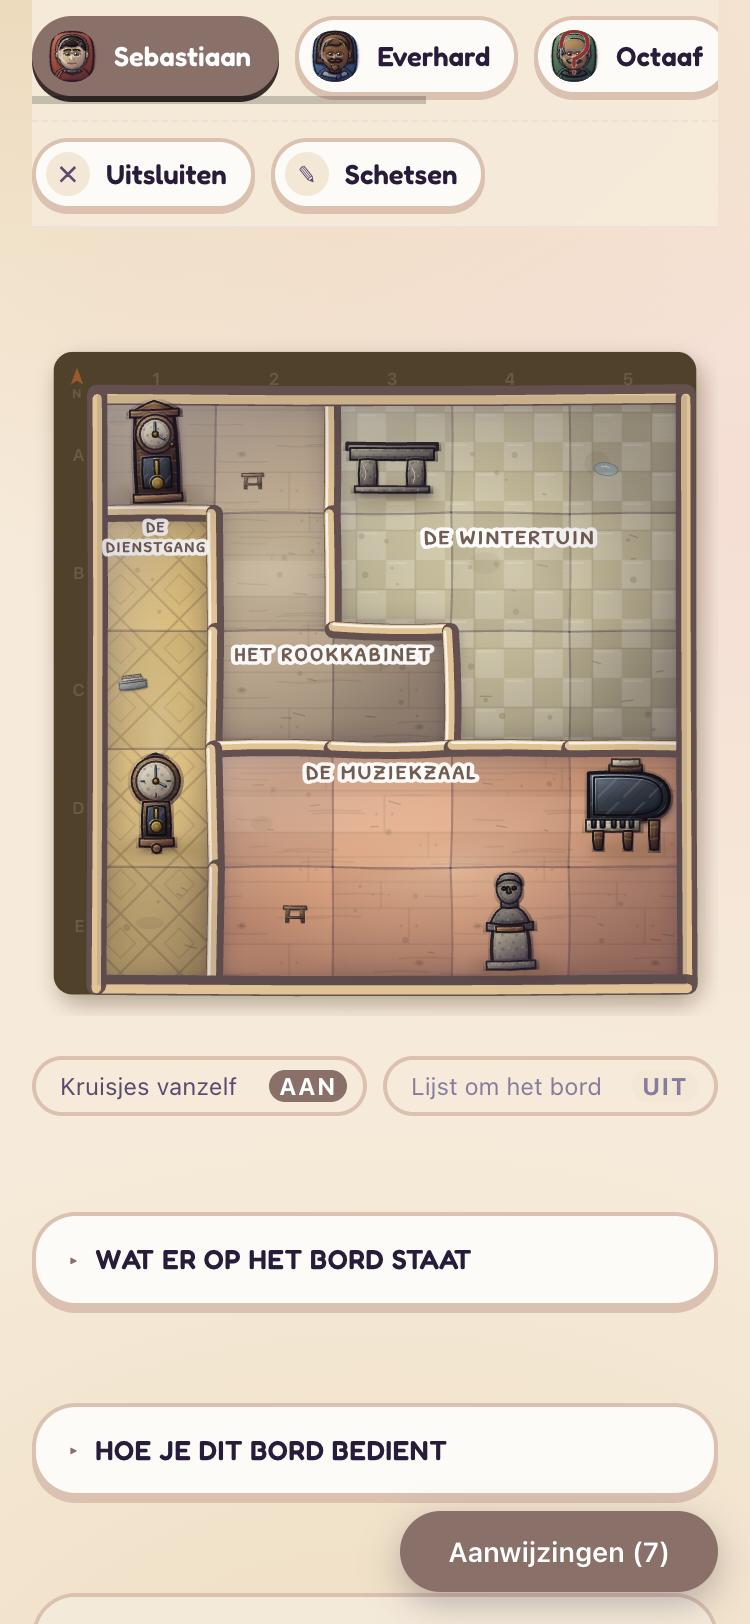 Sebastiaan
Everhard
Octaaf
Uitsluiten
Schetsen
N
1 2 3 4 5
A
B
C
D
E
DE
DIENSTGANG
DE WINTERTUIN
HET ROOKKABINET
DE MUZIEKZAAL
Kruisjes vanzelf AAN
Lijst om het bord UIT
WAT ER OP HET BORD STAAT
HOE JE DIT BORD BEDIENT
Aanwijzingen (7)